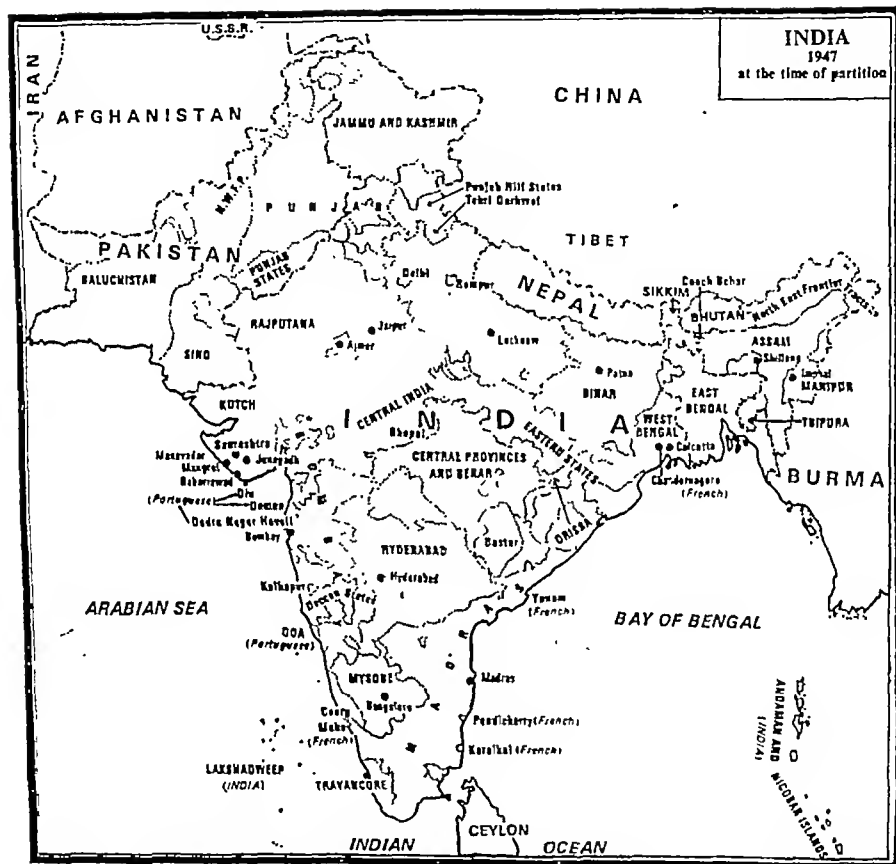 U.S.S.R.
INDIA
1947
at the time of partition
IRAN
AFGHANISTAN
CHINA
JAMMU AND KASHMIR
N.W.F.P.
PUNJAB
Punjab Hill States
Tehri Garhwal
PAKISTAN
TIBET
BALUCHISTAN
PUNJAB
STATES
Delhi
Rampur
NEPAL
SIKKIM
Cooch Behar
BHUTAN
North East Frontier Tracts
RAJPUTANA
Jaipur
Ajmer
Lucknow
ASSAM
Shillong
SIND
Patna
BIHAR
Imphal
MANIPUR
KUTCH
CENTRAL INDIA
INDIA
EAST
BENGAL
Bhopal
EASTERN STATES
WEST
BENGAL
TRIPURA
Saurashtra
Manavadar
Junagadh
Mangrol
Babariawad
CENTRAL PROVINCES
AND BERAR
Calcutta
Chandernagore
(French)
BURMA
Diu
(Portuguese)
Daman
Dadra Nagar Haveli
Bombay
ORISSA
HYDERABAD
Bastar
Kolhapur
Hyderabad
Deccan States
ARABIAN SEA
Yanam
(French)
BAY OF BENGAL
GOA
(Portuguese)
MADRAS
MYSORE
Madras
Bangalore
ANDAMAN AND
(INDIA)
NICOBAR ISLANDS
Coorg
Mahe
(French)
Pondicherry (French)
Karaikal (French)
LAKSHADWEEP
(INDIA)
TRAVANCORE
CEYLON
INDIAN OCEAN